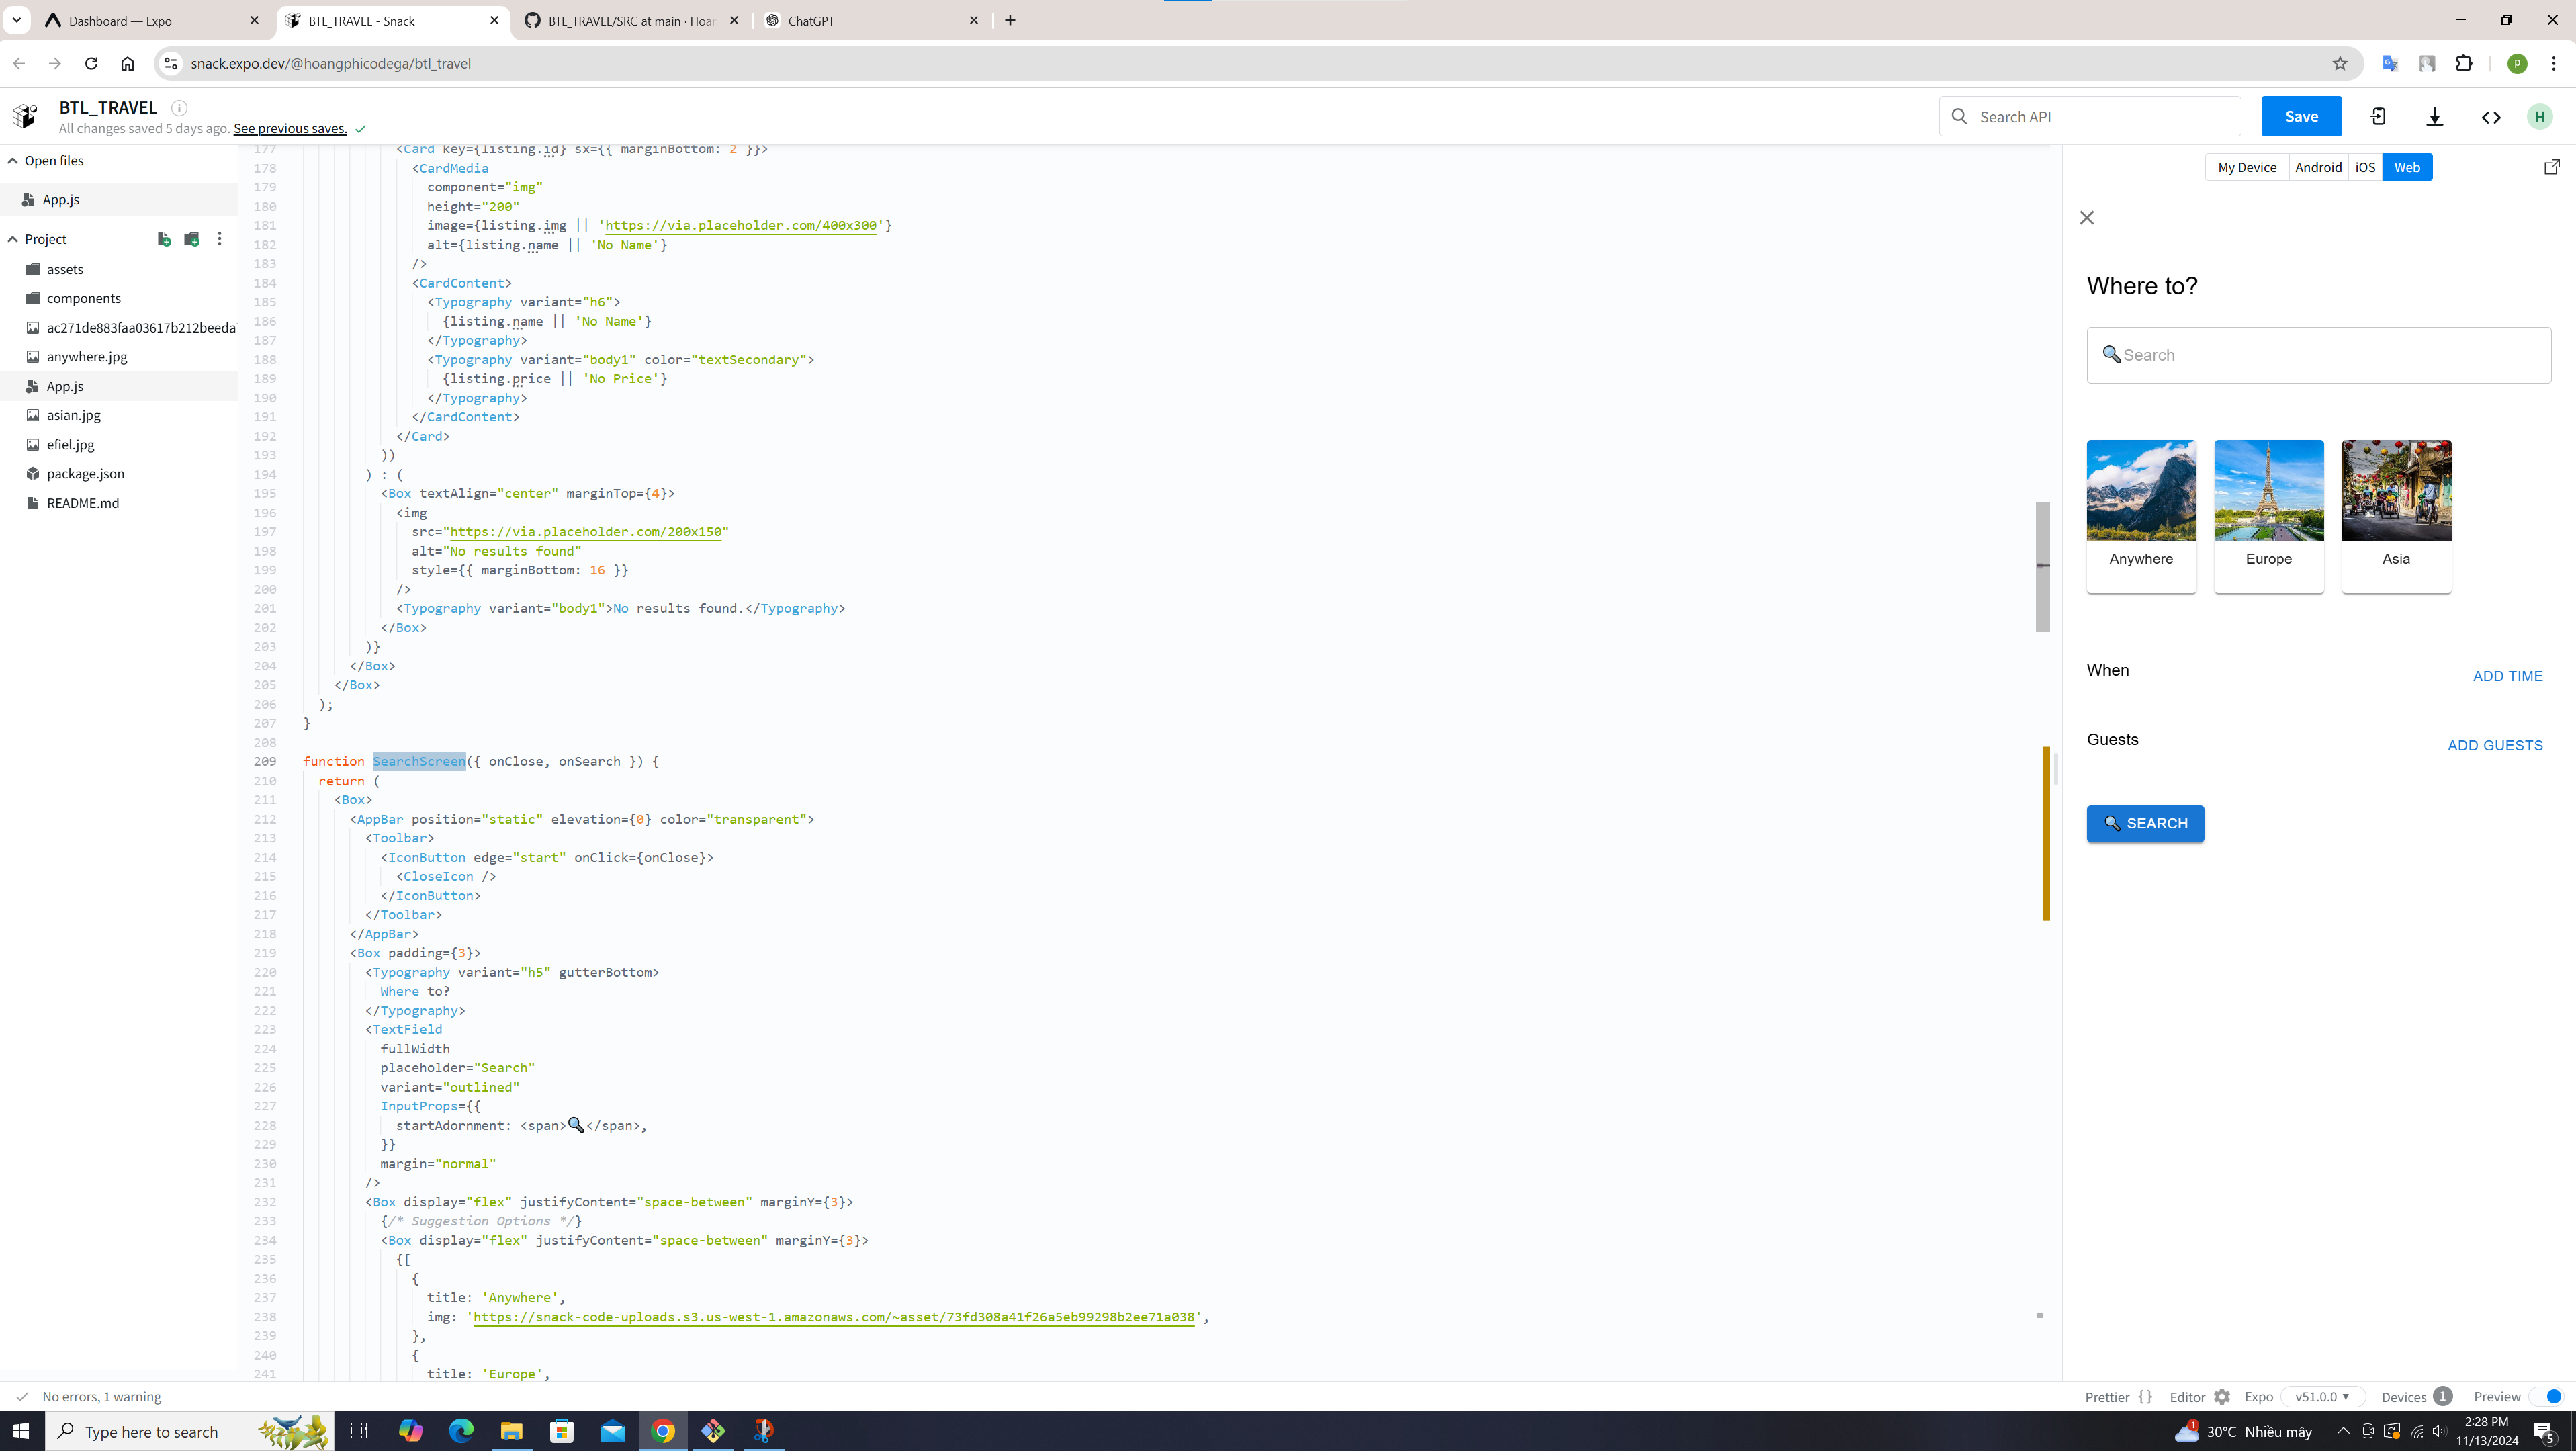 Dashboard — Expo
BTL_TRAVEL - Snack
BTL_TRAVEL/SRC at main · Hoan
ChatGPT
snack.expo.dev/@hoangphicodega/btl_travel
p
BTL_TRAVEL
All changes saved 5 days ago. See previous saves.
Search API
Save
H
Open files
App.js
Project
assets
components
ac271de883faa03617b212beeda
anywhere.jpg
App.js
asian.jpg
efiel.jpg
package.json
README.md
177 <Card key={listing.id} sx={{ marginBottom: 2 }}>
178 <CardMedia
179 component="img"
180 height="200"
181 image={listing.img || 'https://via.placeholder.com/400x300'}
182 alt={listing.name || 'No Name'}
183 />
184 <CardContent>
185 <Typography variant="h6">
186 {listing.name || 'No Name'}
187 </Typography>
188 <Typography variant="body1" color="textSecondary">
189 {listing.price || 'No Price'}
190 </Typography>
191 </CardContent>
192 </Card>
193 ))
194 ) : (
195 <Box textAlign="center" marginTop={4}>
196 <img
197 src="https://via.placeholder.com/200x150"
198 alt="No results found"
199 style={{ marginBottom: 16 }}
200 />
201 <Typography variant="body1">No results found.</Typography>
202 </Box>
203 )}
204 </Box>
205 </Box>
206 );
207 }
208
209 function SearchScreen({ onClose, onSearch }) {
210 return (
211 <Box>
212 <AppBar position="static" elevation={0} color="transparent">
213 <Toolbar>
214 <IconButton edge="start" onClick={onClose}>
215 <CloseIcon />
216 </IconButton>
217 </Toolbar>
218 </AppBar>
219 <Box padding={3}>
220 <Typography variant="h5" gutterBottom>
221 Where to?
222 </Typography>
223 <TextField
224 fullWidth
225 placeholder="Search"
226 variant="outlined"
227 InputProps={{
228 startAdornment: <span>🔍</span>,
229 }}
230 margin="normal"
231 />
232 <Box display="flex" justifyContent="space-between" marginY={3}>
233 {/* Suggestion Options */}
234 <Box display="flex" justifyContent="space-between" marginY={3}>
235 {[
236 {
237 title: 'Anywhere',
238 img: 'https://snack-code-uploads.s3.us-west-1.amazonaws.com/~asset/73fd308a41f26a5eb99298b2ee71a038',
239 },
240 {
241 title: 'Europe',
My Device
Android
iOS
Web
Where to?
🔍Search
Anywhere
Europe
Asia
When
ADD TIME
Guests
ADD GUESTS
🔍 SEARCH
No errors, 1 warning
Prettier {}
Editor
Expo
v51.0.0
Devices 1
Preview
Type here to search
1
30°C Nhiều mây
2:28 PM
11/13/2024
5